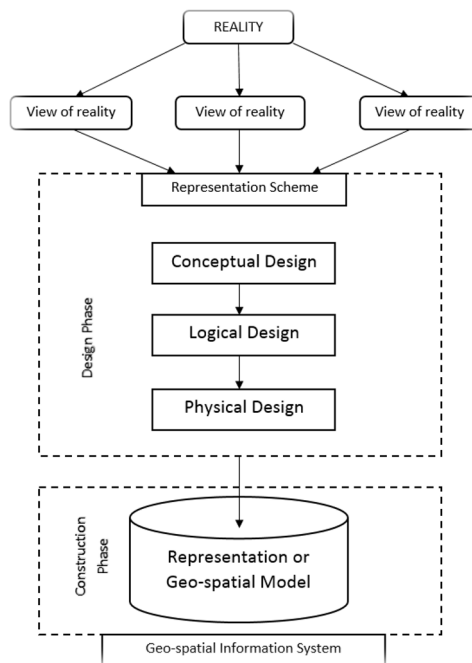 REALITY
View of reality
View of reality
View of reality
Representation Scheme
Conceptual Design
Logical Design
Physical Design
Design Phase
Representation or
Geo-spatial Model
Construction
Phase
Geo-spatial Information System